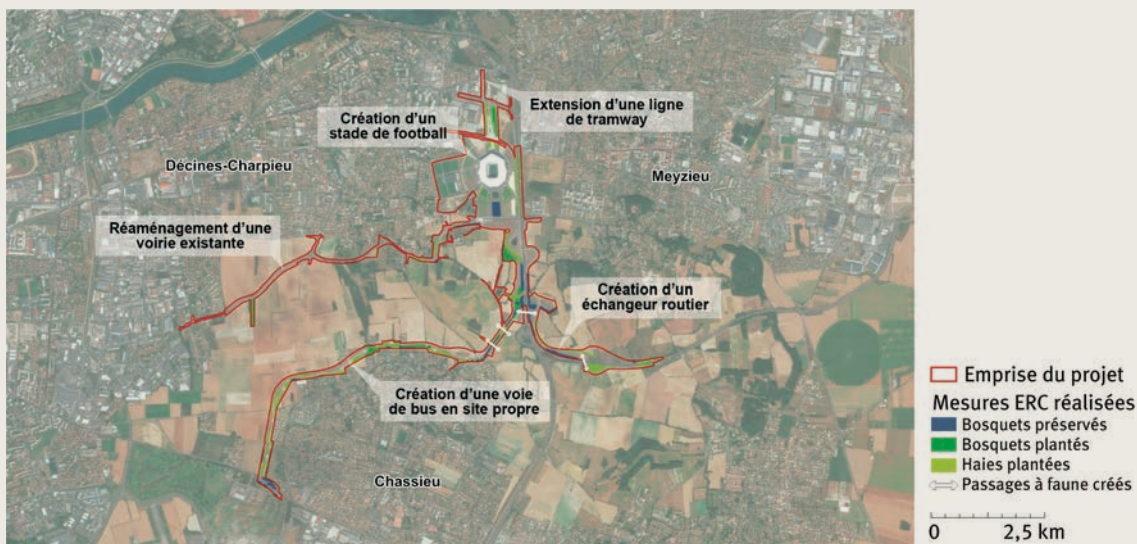 Création d'un
stade de football
Extension d'une ligne
de tramway
Décines-Charpieu
Meyzieu
Réaménagement d'une
voirie existante
Création d'un
échangeur routier
Création d'une voie
de bus en site propre
Chassieu
Emprise du projet
Mesures ERC réalisées
Bosquets préservés
Bosquets plantés
Haies plantées
Passages à faune créés
0 2,5 km